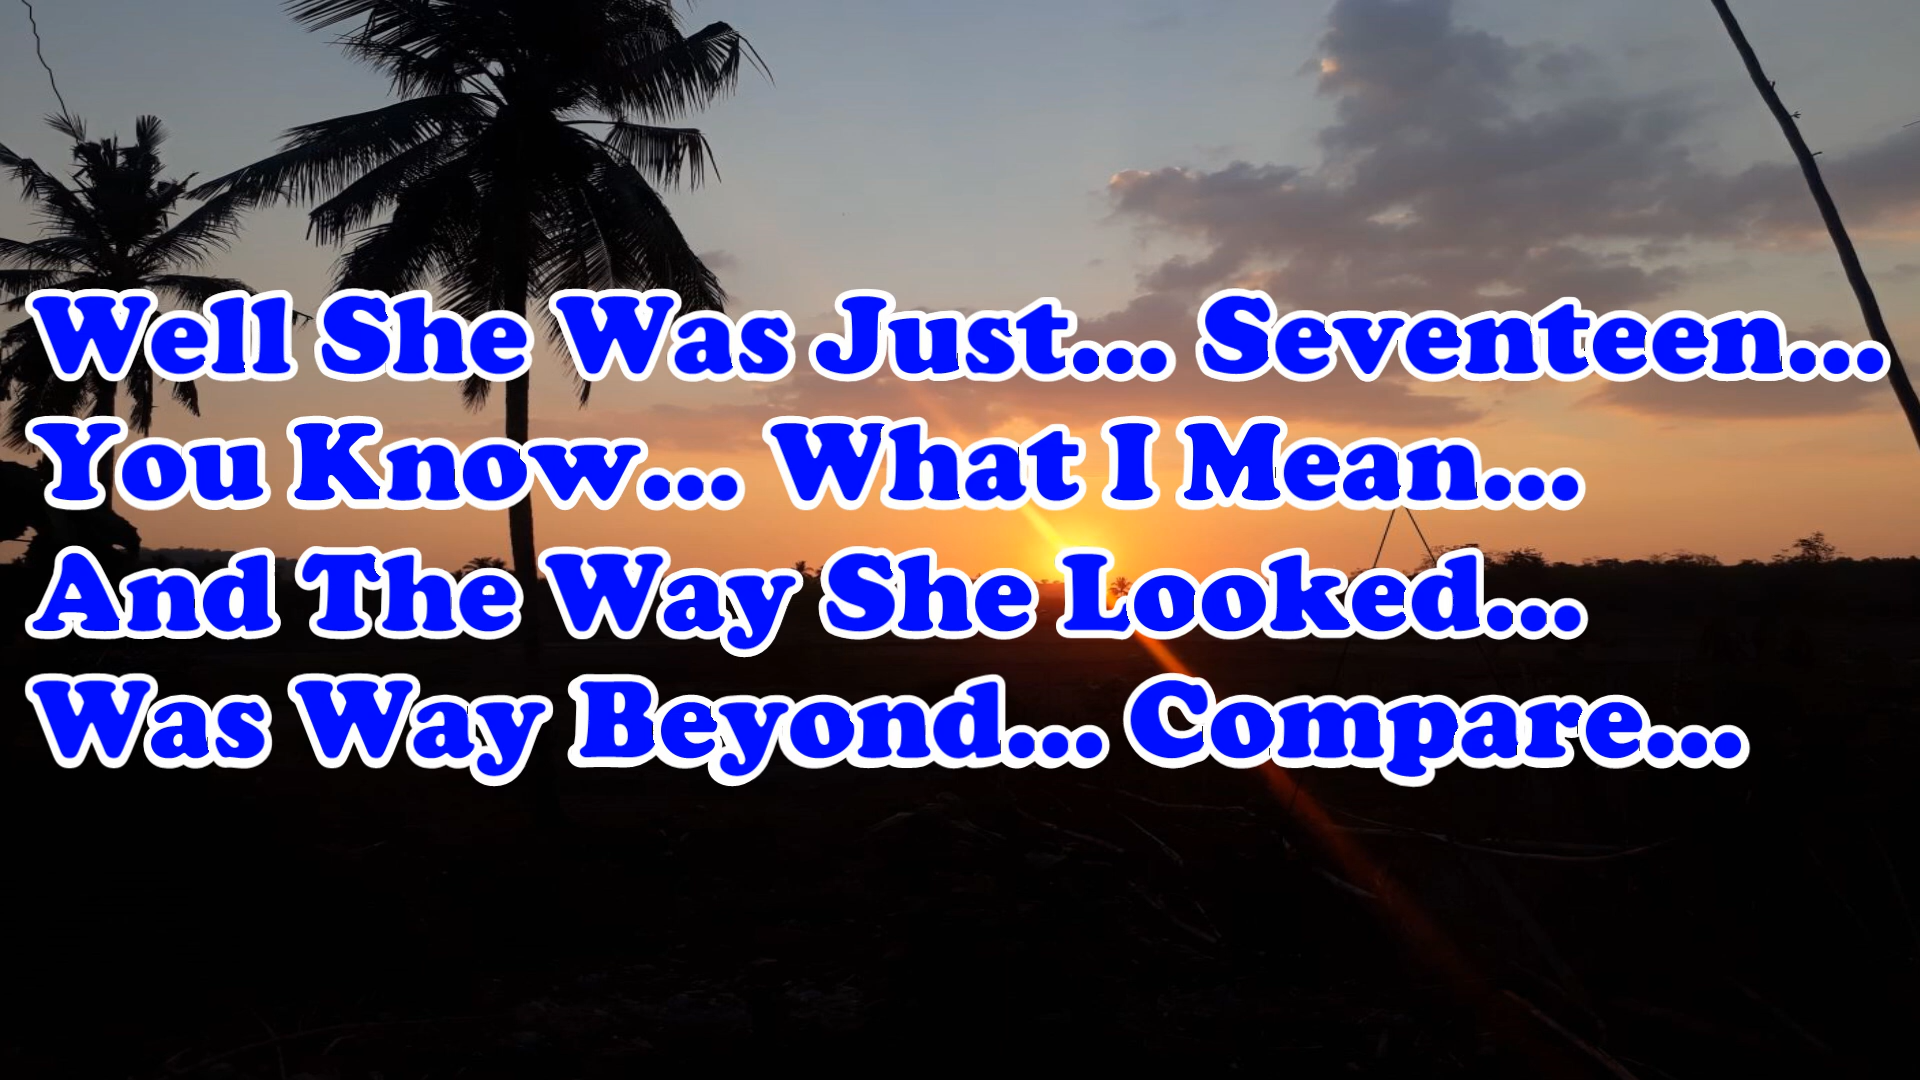 Well She Was Just... Seventeen...
You Know... What I Mean...
And The Way She Looked...
Was Way Beyond... Compare...